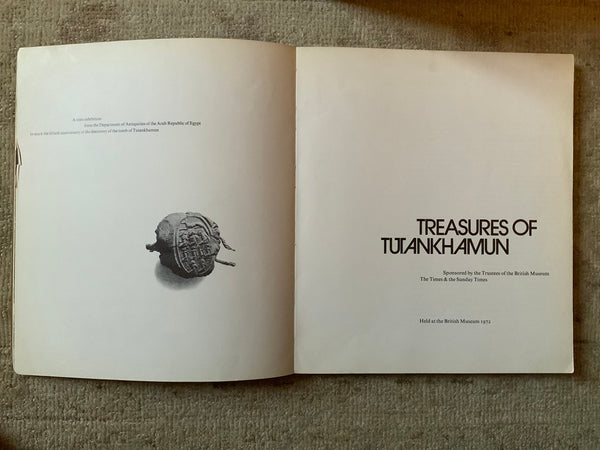 A loan exhibition
from the Department of Antiquities of the Arab Republic of Egypt
to mark the fiftieth anniversary of the discovery of the tomb of Tutankhamun
TREASURES OF
TUTANKHAMUN
Sponsored by the Trustees of the British Museum
The Times & the Sunday Times
Held at the British Museum 1972